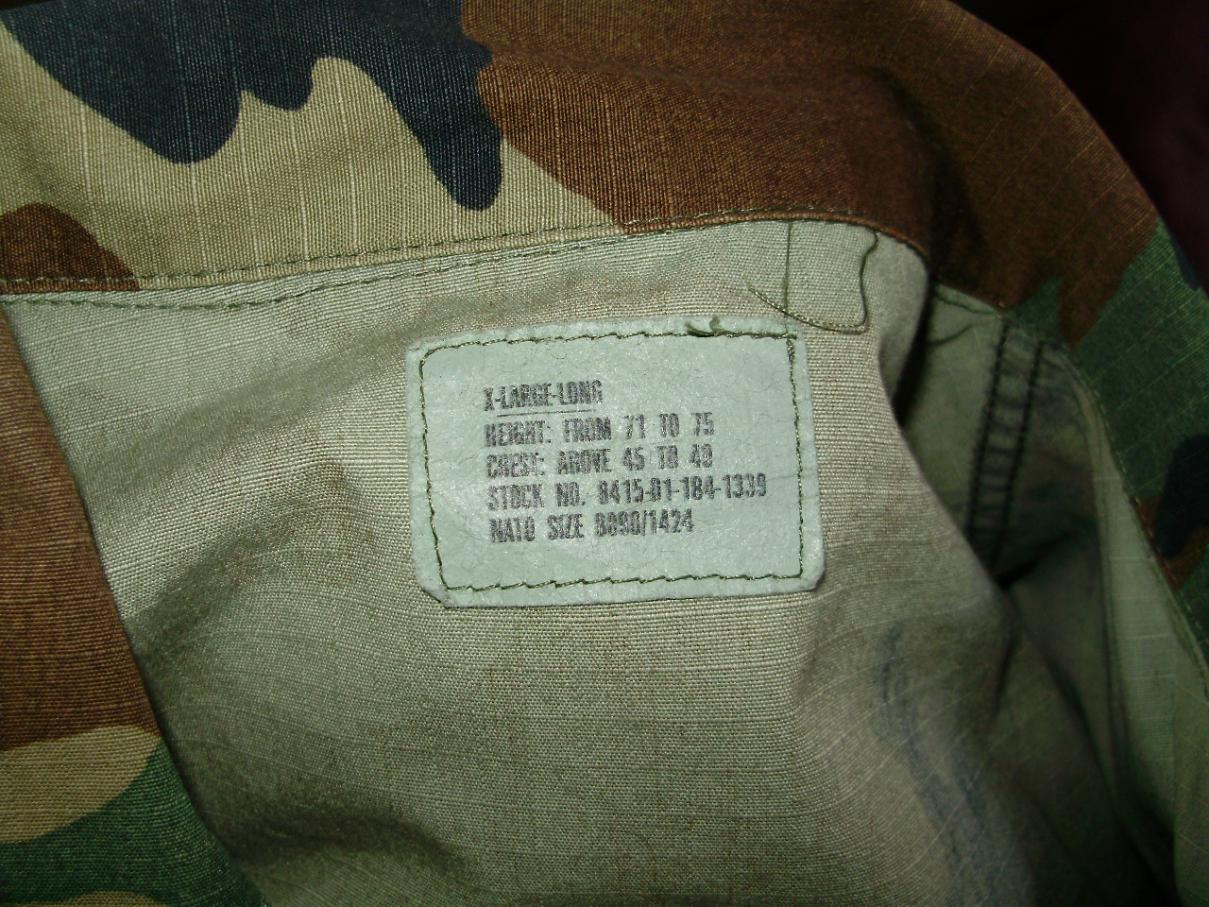 X-LARGE-LONG
HEIGHT: FROM 71 TO 75
CHEST: ABOVE 45 TO 49
STOCK NO. 8415-01-184-1339
NATO SIZE 8090/1424